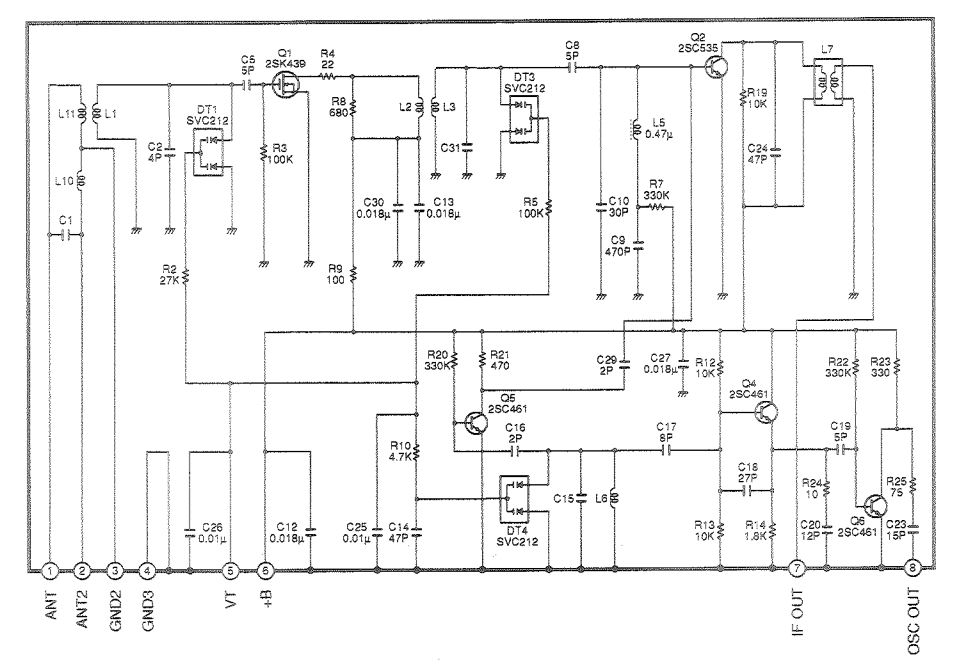 Q1
2SK439
C5
5P
R4
22
C8
5P
Q2
2SC535
L7
DT3
SVC212
L11
L1
DT1
SVC212
R8
680
L2
L3
R19
10K
L5
0.47μ
C2
4P
R3
100K
C31
C24
47P
L10
R7
330K
C30
0.018μ
C13
0.018μ
R5
100K
C10
30P
C1
C9
470P
R2
27K
R9
100
R20
330K
R21
470
C29
2P
C27
0.018μ
R12
10K
Q4
2SC461
R22
330K
R23
330
Q5
2SC461
C16
2P
C17
8P
C19
5P
R10
4.7K
C18
27P
R24
10
R25
75
C15
L6
C26
0.01μ
C12
0.018μ
C25
0.01μ
C14
47P
DT4
SVC212
R13
10K
R14
1.8K
C20
12P
Q6
2SC461
C23
15P
1
2
3
4
5
6
7
8
ANT
ANT2
GND2
GND3
VT
+B
IF OUT
OSC OUT